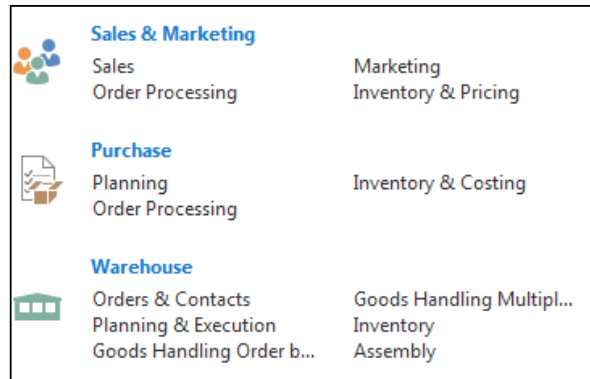 Sales & Marketing
Sales Marketing
Order Processing Inventory & Pricing
Purchase
Planning Inventory & Costing
Order Processing
Warehouse
Orders & Contacts Goods Handling Multipl...
Planning & Execution Inventory
Goods Handling Order b... Assembly